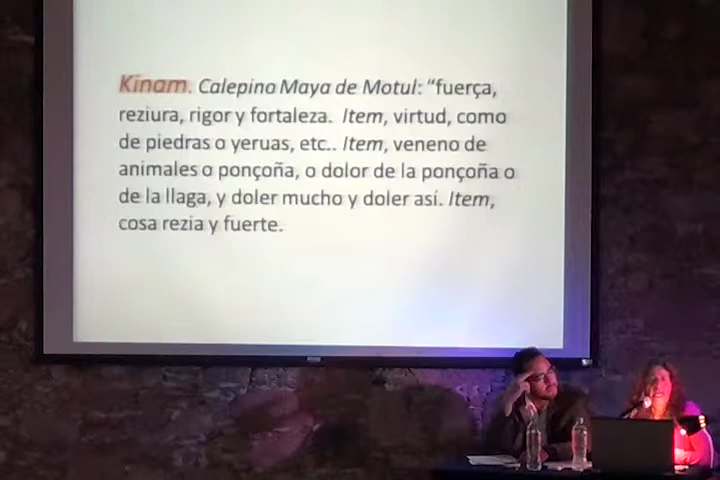 Kinam. Calepino Maya de Motul: “fuerça,
reziura, rigor y fortaleza. Item, virtud, como
de piedras o yeruas, etc.. Item, veneno de
animales o ponçoña, o dolor de la ponçoña o
de la llaga, y doler mucho y doler así. Item,
cosa rezia y fuerte.